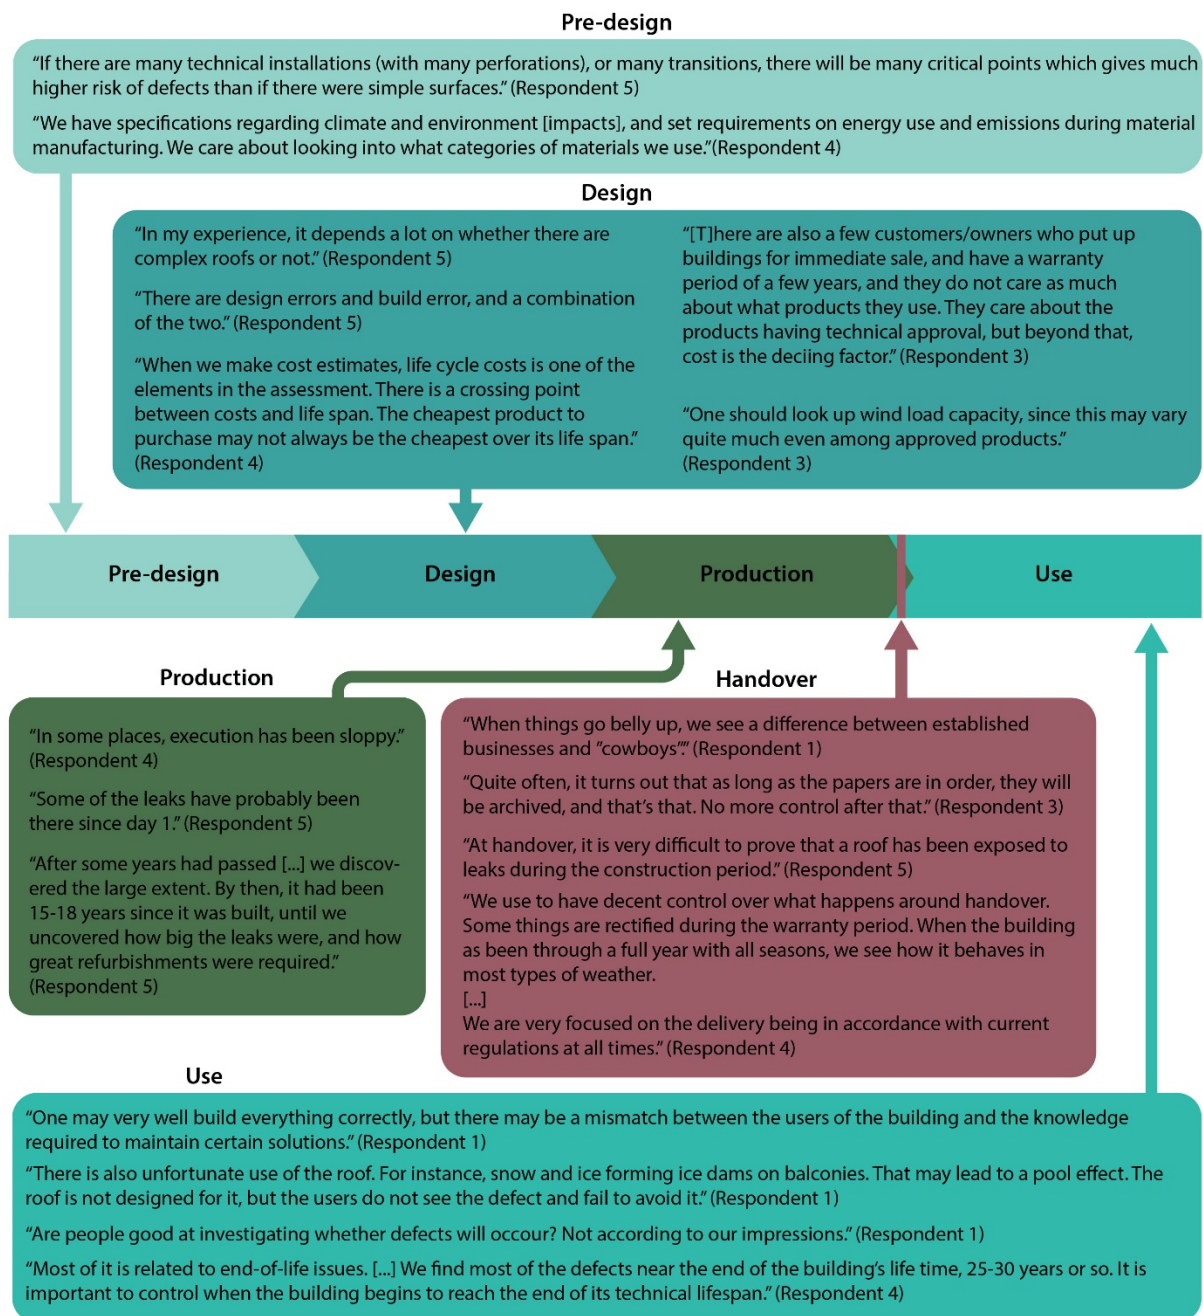 Pre-design
“If there are many technical installations (with many perforations), or many transitions, there will be many critical points which gives much
higher risk of defects than if there were simple surfaces.” (Respondent 5)
“We have specifications regarding climate and environment [impacts], and set requirements on energy use and emissions during material
manufacturing. We care about looking into what categories of materials we use.”(Respondent 4)
Design
“In my experience, it depends a lot on whether there are
complex roofs or not.” (Respondent 5)
“There are design errors and build error, and a combination
of the two.” (Respondent 5)
“When we make cost estimates, life cycle costs is one of the
elements in the assessment. There is a crossing point
between costs and life span. The cheapest product to
purchase may not always be the cheapest over its life span.”
(Respondent 4)
“[T]here are also a few customers/owners who put up
buildings for immediate sale, and have a warranty
period of a few years, and they do not care as much
about what products they use. They care about the
products having technical approval, but beyond that,
cost is the deciing factor.” (Respondent 3)
“One should look up wind load capacity, since this may vary
quite much even among approved products.”
(Respondent 3)
Pre-design
Design
Production
Use
Production
“In some places, execution has been sloppy.”
(Respondent 4)
“Some of the leaks have probably been
there since day 1.” (Respondent 5)
“After some years had passed [...] we discov-
ered the large extent. By then, it had been
15-18 years since it was built, until we
uncovered how big the leaks were, and how
great refurbishments were required.”
(Respondent 5)
Handover
“When things go belly up, we see a difference between established
businesses and ”cowboys”.” (Respondent 1)
“Quite often, it turns out that as long as the papers are in order, they will
be archived, and that’s that. No more control after that.” (Respondent 3)
“At handover, it is very difficult to prove that a roof has been exposed to
leaks during the construction period.” (Respondent 5)
“We use to have decent control over what happens around handover.
Some things are rectified during the warranty period. When the building
as been through a full year with all seasons, we see how it behaves in
most types of weather.
[...]
We are very focused on the delivery being in accordance with current
regulations at all times.” (Respondent 4)
Use
“One may very well build everything correctly, but there may be a mismatch between the users of the building and the knowledge
required to maintain certain solutions.” (Respondent 1)
“There is also unfortunate use of the roof. For instance, snow and ice forming ice dams on balconies. That may lead to a pool effect. The
roof is not designed for it, but the users do not see the defect and fail to avoid it.” (Respondent 1)
“Are people good at investigating whether defects will occour? Not according to our impressions.” (Respondent 1)
“Most of it is related to end-of-life issues. [...] We find most of the defects near the end of the building’s life time, 25-30 years or so. It is
important to control when the building begins to reach the end of its technical lifespan.” (Respondent 4)